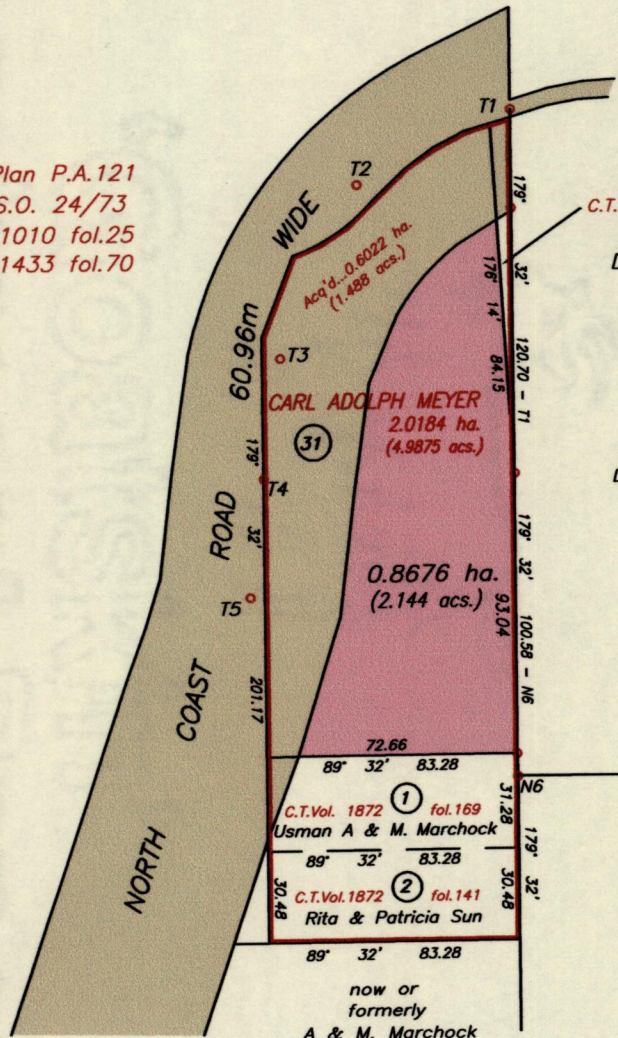 Plan P.A.121
S.O. 24/73
1010 fol.25
1433 fol.70
T1
T2
WIDE
179°
C.T.
Acq'd...0.6022 ha.
(1.488 acs.)
176° 14'
84.15
32'
120.70 - T1
60.96m
T3
CARL ADOLPH MEYER
2.0184 ha.
(4.9875 acs.)
31
179° 32'
T4
ROAD
0.8676 ha.
(2.144 acs.)
179° 32'
93.04
100.58 - N6
T5
COAST
201.17
72.66
89° 32' 83.28
N6
C.T.Vol. 1872 1 fol.169
Usman A & M. Marchock
31.28
179° 32'
89° 32' 83.28
NORTH
30.48
C.T.Vol.1872 2 fol.141
Rita & Patricia Sun
30.48
89° 32' 83.28
now or
formerly
A & M. Marchock